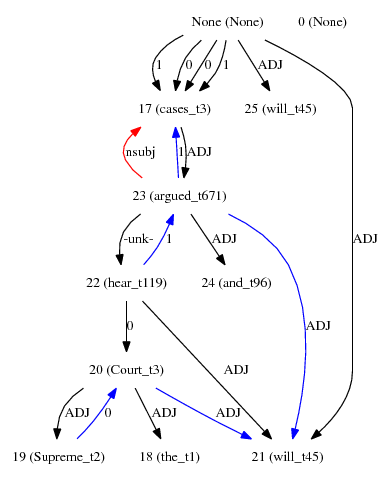 None (None) 0 (None)
1 0 0 1 ADJ
17 (cases_t3) 25 (will_t45)
nsubj 1 ADJ
23 (argued_t671) ADJ
-unk- 1 ADJ
22 (hear_t119) 24 (and_t96)
0 ADJ
20 (Court_t3) ADJ
ADJ 0 ADJ ADJ
19 (Supreme_t2) 18 (the_t1) 21 (will_t45)